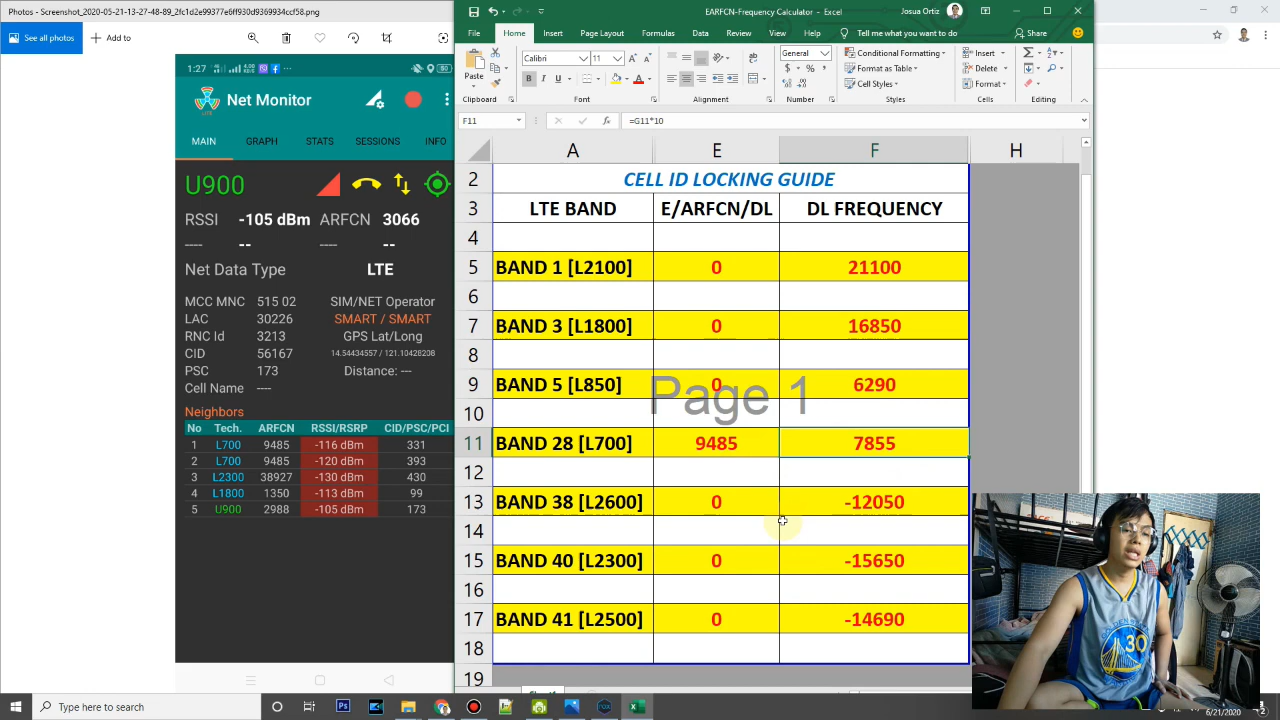 Photos - Screenshot_2020-05-21-13-27-48-89_2fc1d2e99377e6ff930d9369ccf58.png
See all photos
Add to
1:27
Net Monitor
LITE
MAIN GRAPH STATS SESSIONS INFO
U900
RSSI -105 dBm ARFCN 3066
---- -- ---- --
Net Data Type LTE
MCC MNC 515 02 SIM/NET Operator
LAC 30226 SMART / SMART
RNC Id 3213 GPS Lat/Long
CID 56167 14.54434557 / 121.10428208
PSC 173 Distance: ---
Cell Name ----
Neighbors
No Tech. ARFCN RSSI/RSRP CID/PSC/PCI
1 L700 9485 -116 dBm 331
2 L700 9485 -120 dBm 393
3 L2300 38927 -130 dBm 430
4 L1800 1350 -113 dBm 99
5 U900 2988 -105 dBm 173
EARFCN-Frequency Calculator - Excel
Josua Ortiz
File Home Insert Page Layout Formulas Data Review View Help Tell me what you want to do Share
Paste
Calibri 11
B I U
General
Conditional Formatting
Format as Table
Cell Styles
Insert
Delete
Format
Clipboard Font Alignment Number Styles Cells Editing
F11 fx =G11*10
A E F H
2 CELL ID LOCKING GUIDE
3 LTE BAND E/ARFCN/DL DL FREQUENCY
4
5 BAND 1 [L2100] 0 21100
6
7 BAND 3 [L1800] 0 16850
8
9 BAND 5 [L850] 0 6290
Page 1
10
11 BAND 28 [L700] 9485 7855
12
13 BAND 38 [L2600] 0 -12050
14
15 BAND 40 [L2300] 0 -15650
16
17 BAND 41 [L2500] 0 -14690
18
19
GOLDEN STATE
30
Type here to search
6/21/2020